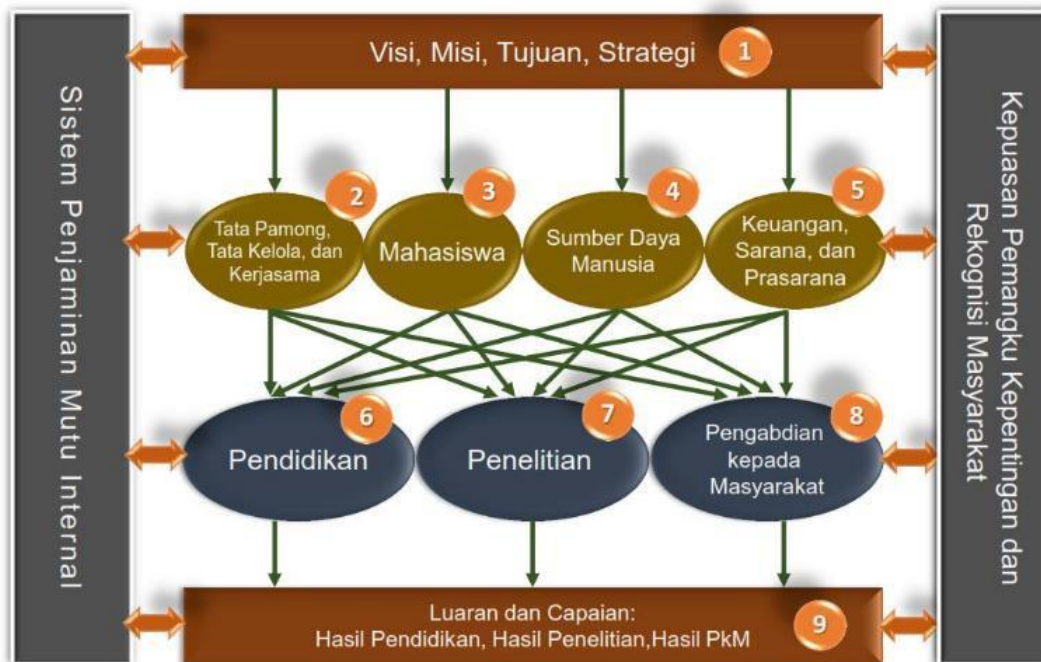 Sistem Penjaminan Mutu Internal
Visi, Misi, Tujuan, Strategi
1
2
Tata Pamong,
Tata Kelola, dan
Kerjasama
3
Mahasiswa
4
Sumber Daya
Manusia
5
Keuangan,
Sarana, dan
Prasarana
6
Pendidikan
7
Penelitian
8
Pengabdian
kepada
Masyarakat
Luaran dan Capaian:
Hasil Pendidikan, Hasil Penelitian,Hasil PkM
9
Kepuasan Pemangku Kepentingan dan
Rekognisi Masyarakat